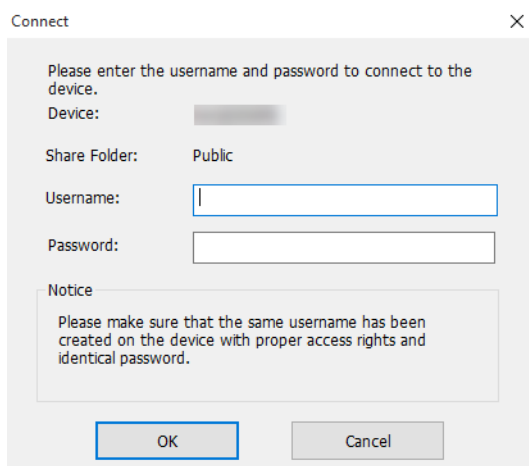 Connect
Please enter the username and password to connect to the
device.
Device:
Share Folder: Public
Username:
Password:
Notice
Please make sure that the same username has been
created on the device with proper access rights and
identical password.
OK Cancel